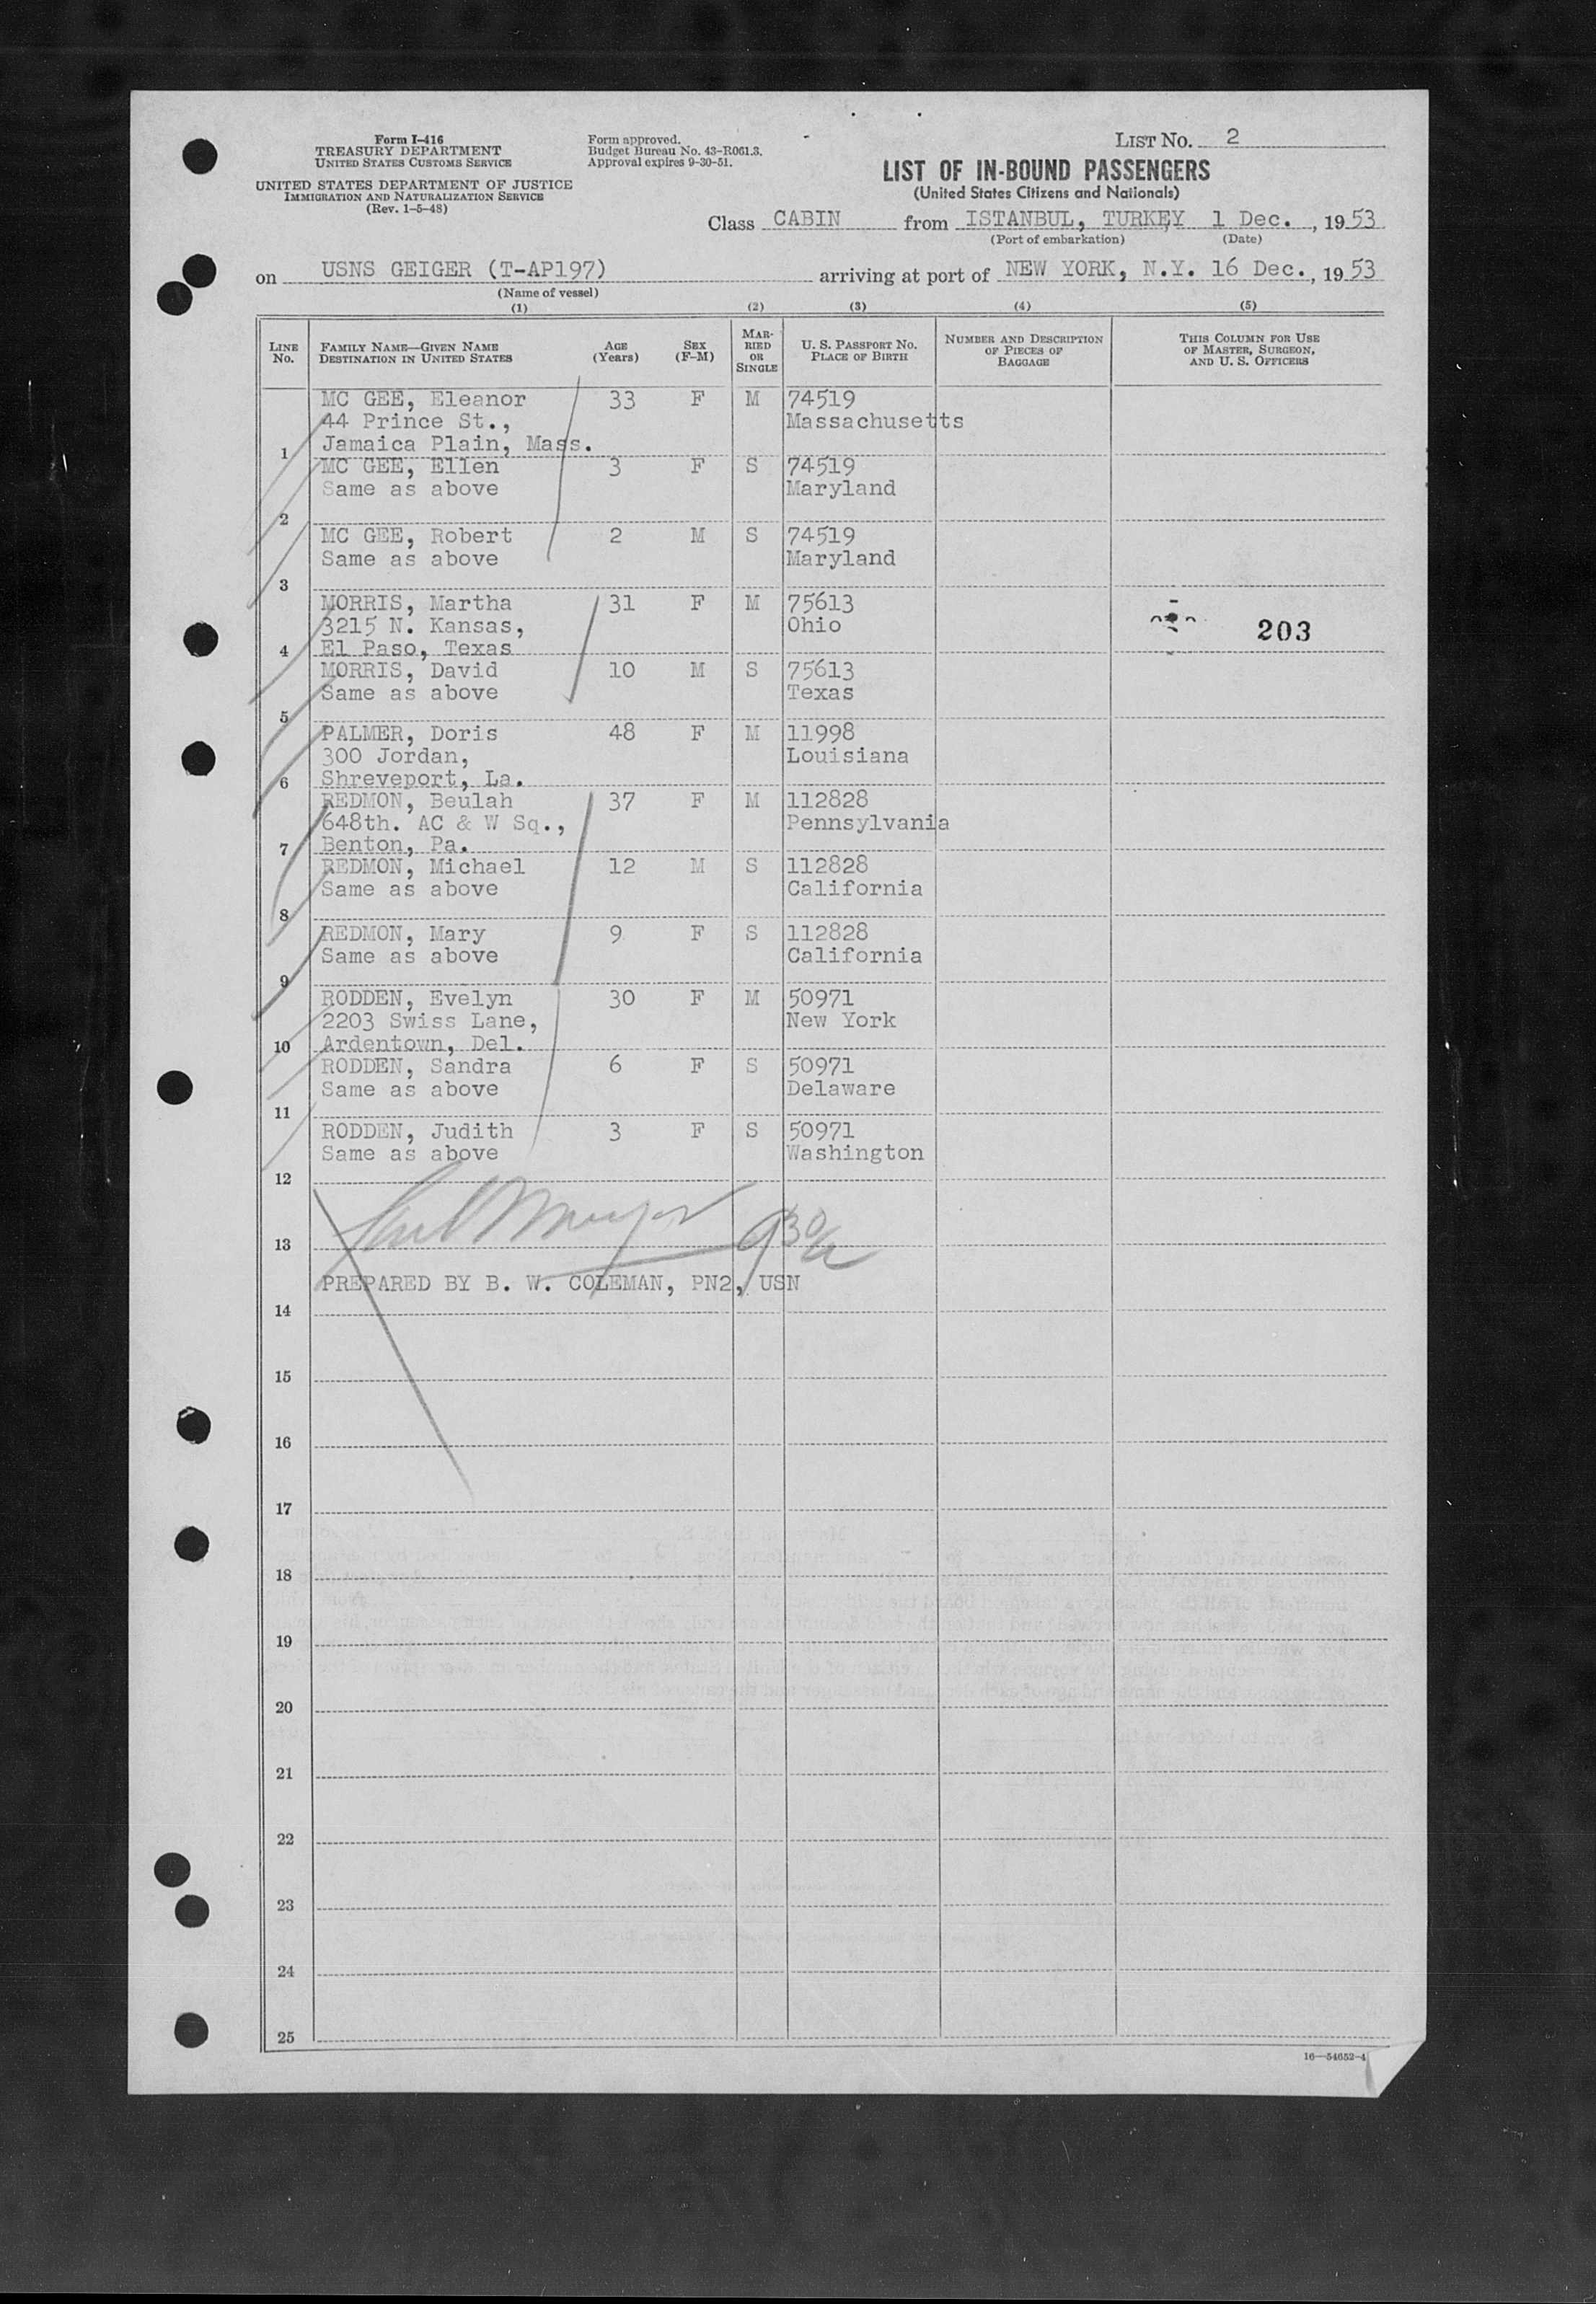 Form I-416
TREASURY DEPARTMENT
UNITED STATES CUSTOMS SERVICE
UNITED STATES DEPARTMENT OF JUSTICE
IMMIGRATION AND NATURALIZATION SERVICE
(Rev. 1-5-48)
Form approved.
Budget Bureau No. 43-R061.3.
Approval expires 9-30-51.
LIST No. 2
LIST OF IN-BOUND PASSENGERS
(United States Citizens and Nationals)
Class CABIN from ISTANBUL, TURKEY 1 Dec., 1953
(Port of embarkation) (Date)
on USNS GEIGER (T-AP197) arriving at port of NEW YORK, N.Y. 16 Dec., 1953
(Name of vessel)
(1) (2) (3) (4) (5)
LINE No. FAMILY NAME—GIVEN NAME DESTINATION IN UNITED STATES AGE (Years) SEX (F-M) MARRIED OR SINGLE U. S. PASSPORT NO. PLACE OF BIRTH NUMBER AND DESCRIPTION OF PIECES OF BAGGAGE THIS COLUMN FOR USE OF MASTER, SURGEON, AND U. S. OFFICERS
MC GEE, Eleanor 33 F M 74519
44 Prince St., Massachusetts
1 Jamaica Plain, Mass.
MC GEE, Ellen 3 F S 74519
Same as above Maryland
2
MC GEE, Robert 2 M S 74519
Same as above Maryland
3
MORRIS, Martha 31 F M 75613
3215 N. Kansas, Ohio 203
4 El Paso, Texas
MORRIS, David 10 M S 75613
Same as above Texas
5
PALMER, Doris 48 F M 11998
300 Jordan, Louisiana
6 Shreveport, La.
REDMON, Beulah 37 F M 112828
648th. AC & W Sq., Pennsylvania
7 Benton, Pa.
REDMON, Michael 12 M S 112828
Same as above California
8
REDMON, Mary 9 F S 112828
Same as above California
9
RODDEN, Evelyn 30 F M 50971
2203 Swiss Lane, New York
10 Ardentown, Del.
RODDEN, Sandra 6 F S 50971
Same as above Delaware
11
RODDEN, Judith 3 F S 50971
Same as above Washington
12
13
PREPARED BY B. W. COLEMAN, PN2, USN
14
15
16
17
18
19
20
21
22
23
24
25
16—54652-4